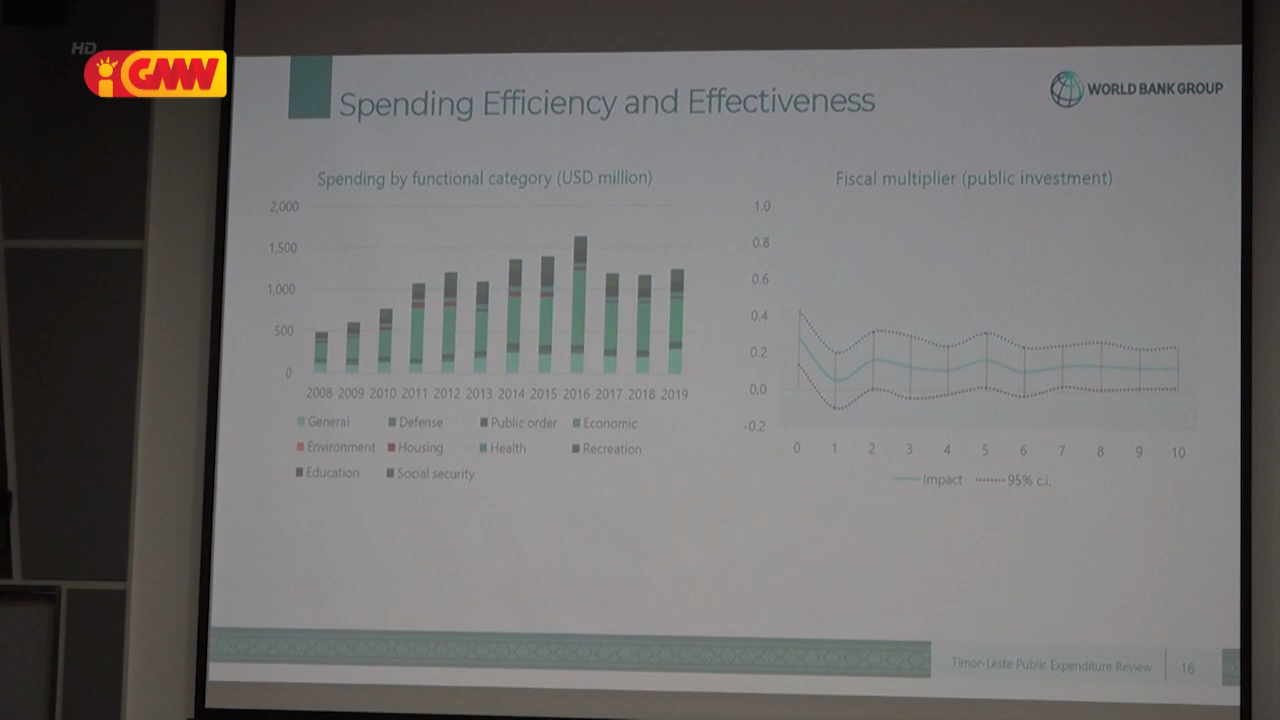 HD
i GMW
Spending Efficiency and Effectiveness
WORLD BANK GROUP
Spending by functional category (USD million)
2,000
1,500
1,000
500
0
2008 2009 2010 2011 2012 2013 2014 2015 2016 2017 2018 2019
General Defense Public order Economic
Environment Housing Health Recreation
Education Social security
Fiscal multiplier (public investment)
1.0
0.8
0.6
0.4
0.2
0.0
-0.2
0 1 2 3 4 5 6 7 8 9 10
Impact 95% c.i.
Timor-Leste Public Expenditure Review 16